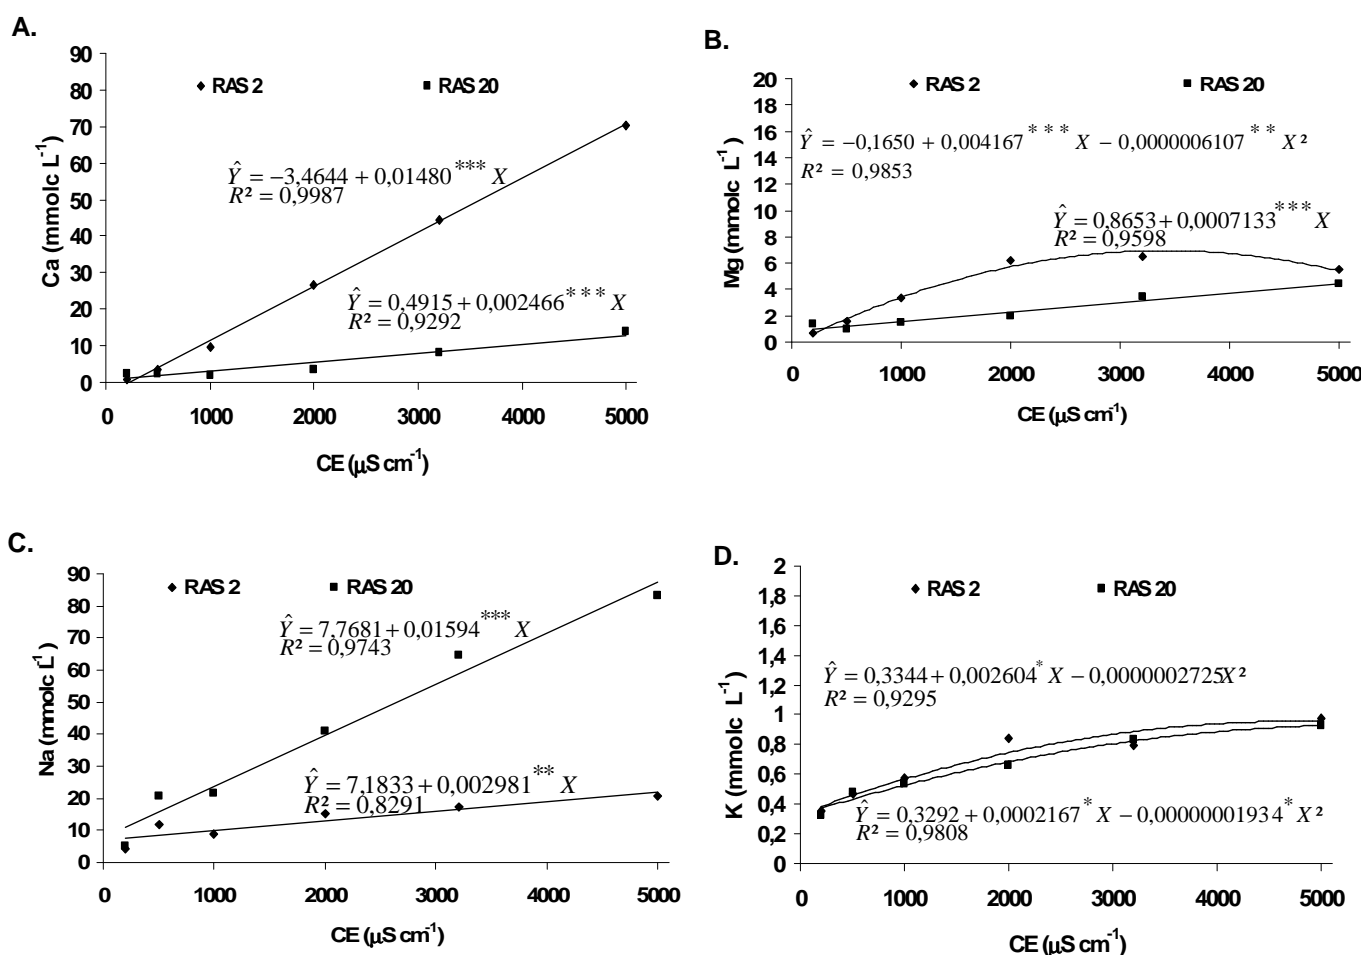 A.
90
80
70
60
50
40
30
20
10
0
Ca (mmolc L⁻¹)
RAS 2 RAS 20
Ŷ = −3,4644 + 0,01480*** X
R² = 0,9987
Ŷ = 0,4915 + 0,002466*** X
R² = 0,9292
0 1000 2000 3000 4000 5000
CE (µS cm⁻¹)
B.
20
18
16
14
12
10
8
6
4
2
0
Mg (mmolc L⁻¹)
RAS 2 RAS 20
Ŷ = −0,1650 + 0,004167*** X − 0,0000006107** X²
R² = 0,9853
Ŷ = 0,8653 + 0,0007133*** X
R² = 0,9598
0 1000 2000 3000 4000 5000
CE (µS cm⁻¹)
C.
90
80
70
60
50
40
30
20
10
0
Na (mmolc L⁻¹)
RAS 2 RAS 20
Ŷ = 7,7681 + 0,01594*** X
R² = 0,9743
Ŷ = 7,1833 + 0,002981** X
R² = 0,8291
0 1000 2000 3000 4000 5000
CE (µS cm⁻¹)
D.
2
1,8
1,6
1,4
1,2
1
0,8
0,6
0,4
0,2
0
K (mmolc L⁻¹)
RAS 2 RAS 20
Ŷ = 0,3344 + 0,002604* X − 0,0000002725X²
R² = 0,9295
Ŷ = 0,3292 + 0,0002167* X − 0,00000001934* X²
R² = 0,9808
0 1000 2000 3000 4000 5000
CE (µS cm⁻¹)